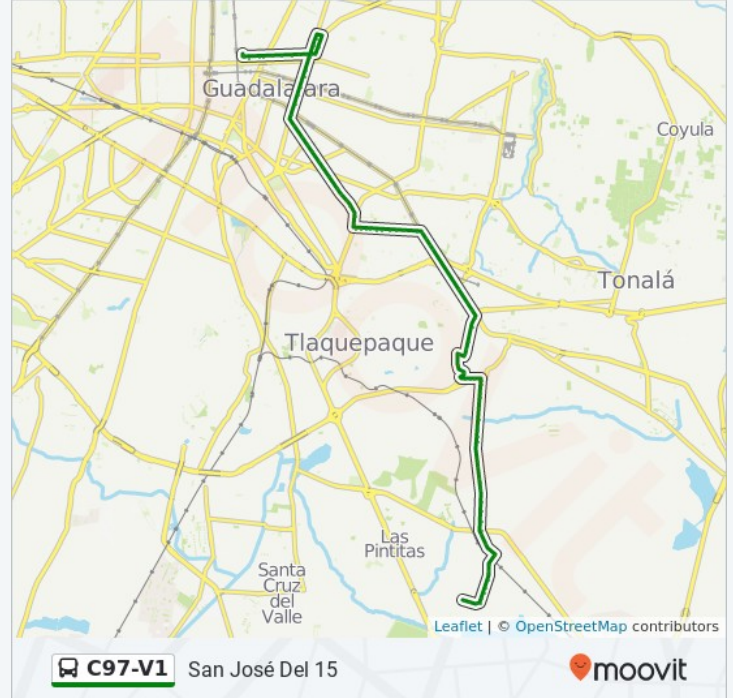 Guadalajara
Coyula
Tonalá
Tlaquepaque
Las
Pintitas
Santa
Cruz
del
Valle
Leaflet | © OpenStreetMap contributors
C97-V1 San José Del 15 moovit